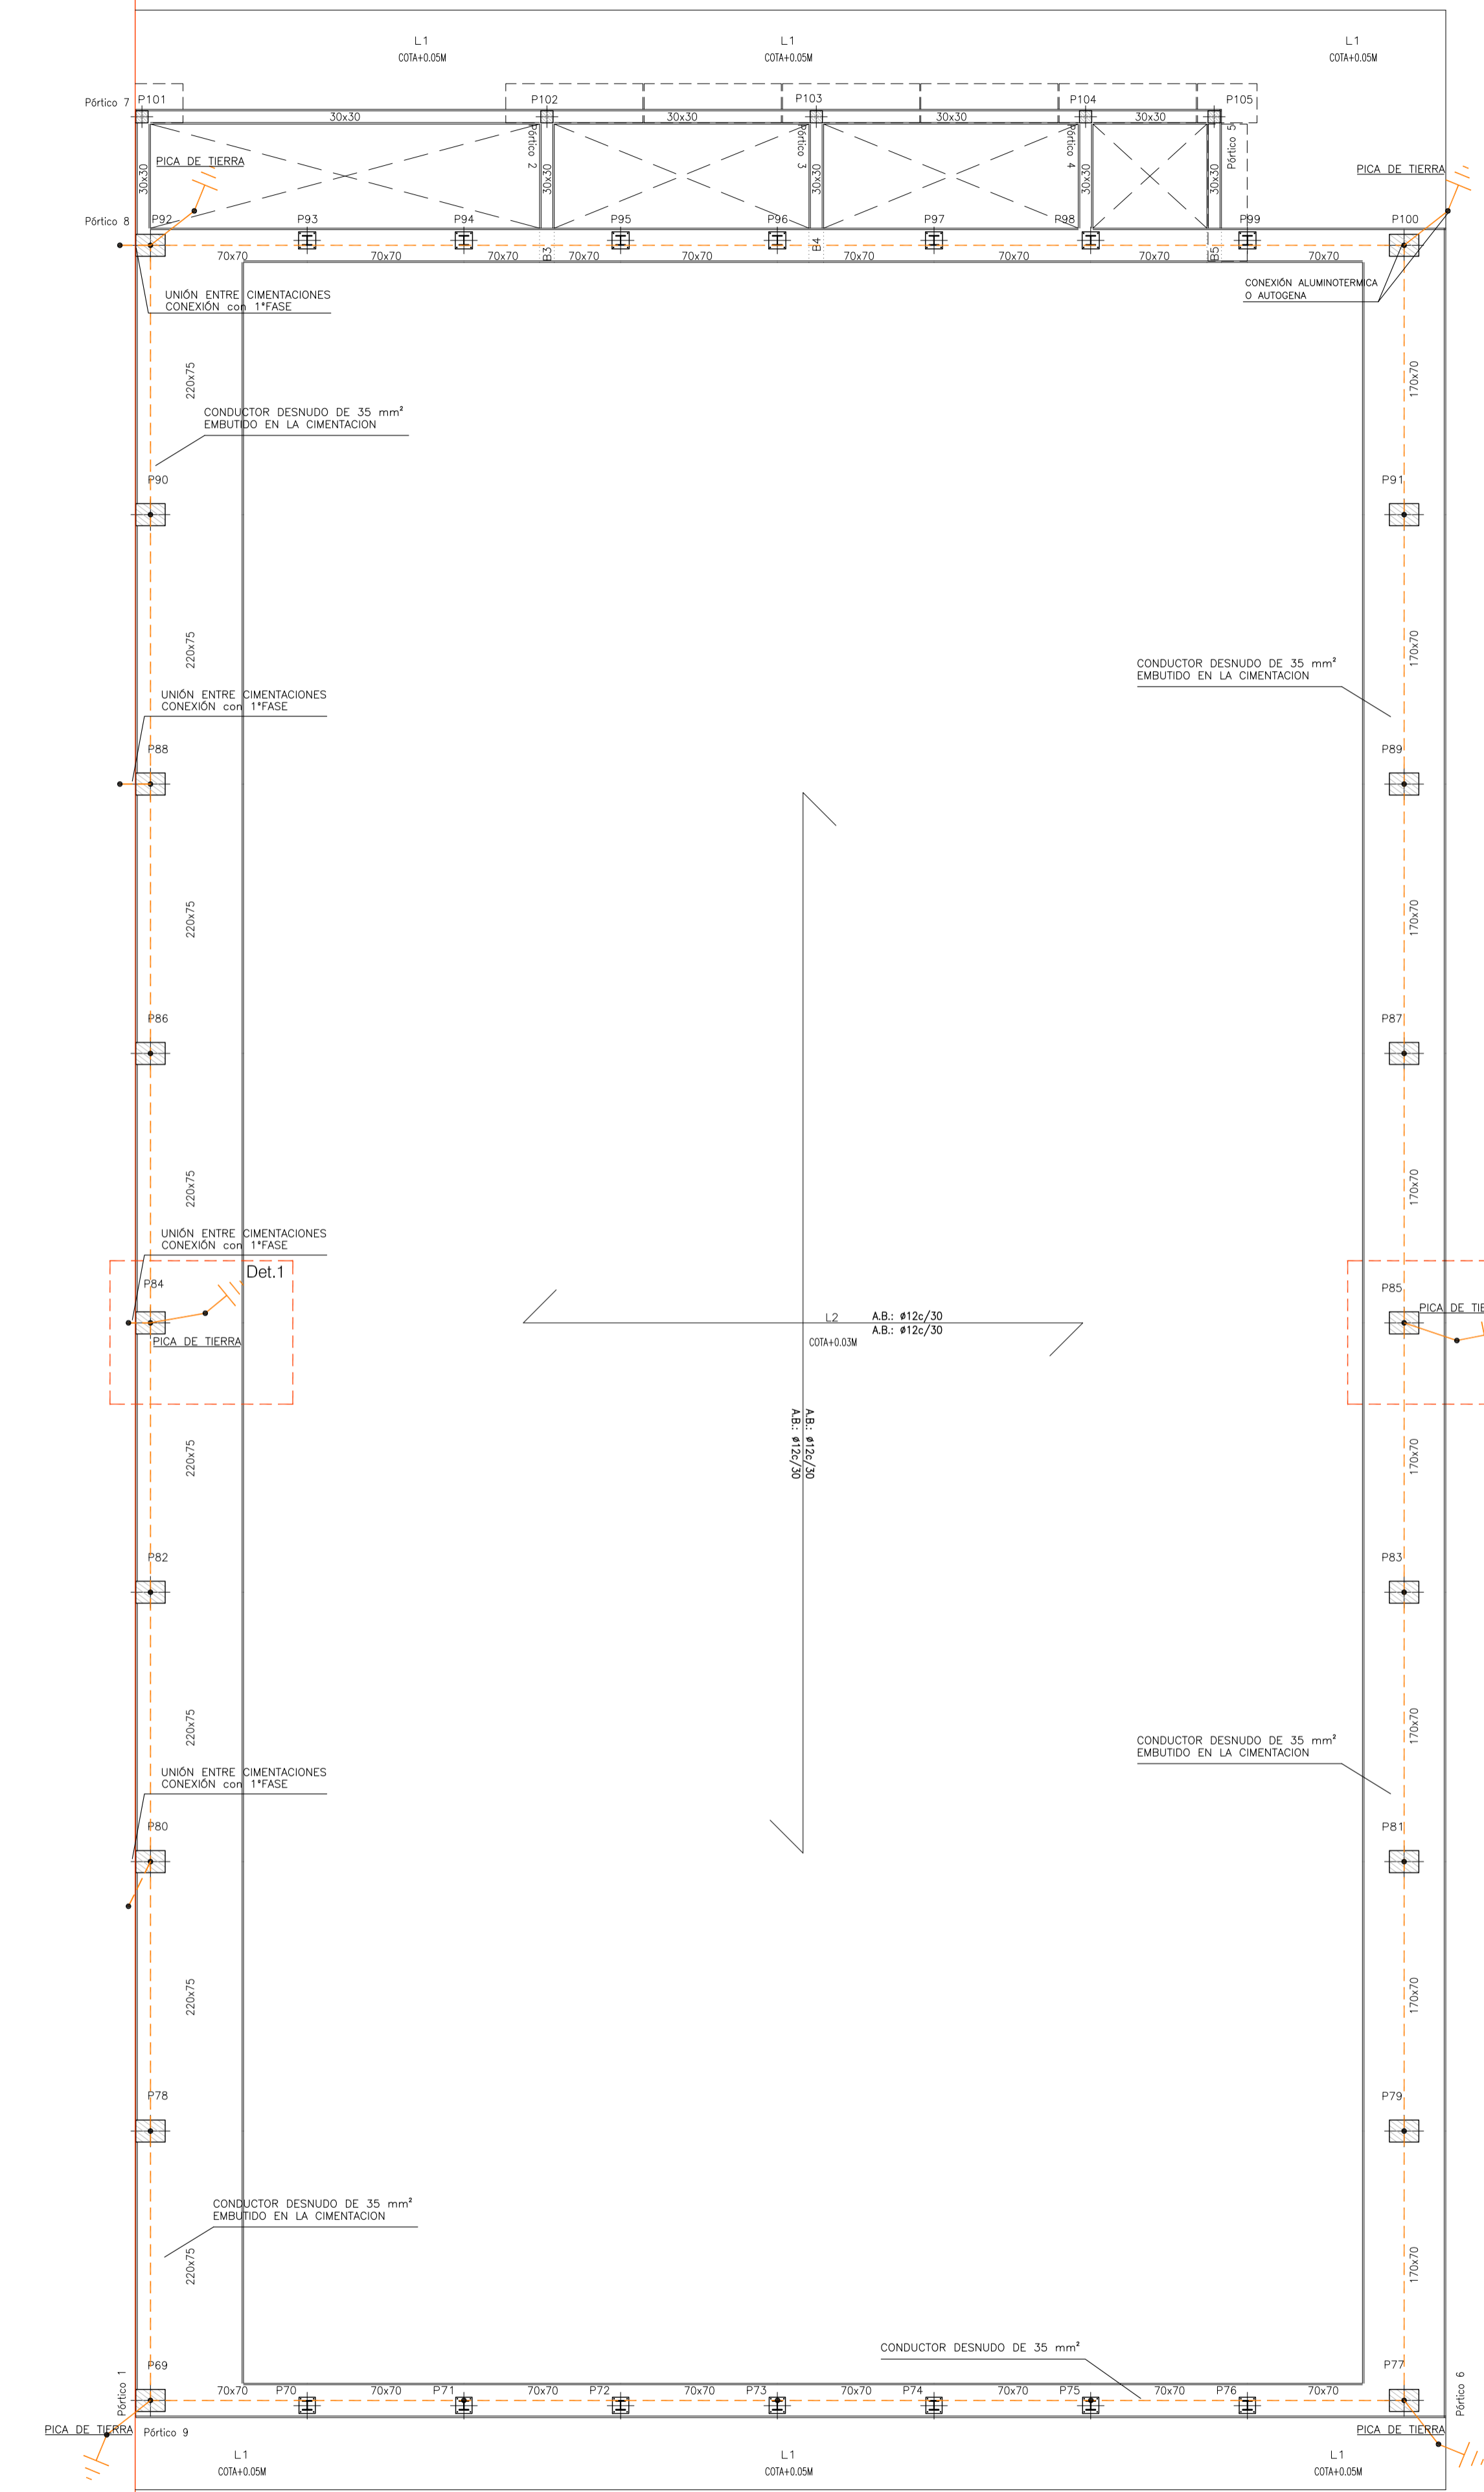 L1
COTA+0.05M
L1
COTA+0.05M
L1
COTA+0.05M
Pórtico 7
P101
P102
P103
P104
P105
30x30
30x30
30x30
30x30
30x30
Pórtico 2
30x30
Pórtico 3
30x30
Pórtico 4
30x30
30x30
Pórtico 5
PICA DE TIERRA
PICA DE TIERRA
Pórtico 8
P92
P93
P94
P95
P96
P97
P98
P99
P100
70x70
70x70
70x70
B3
70x70
70x70
B4
70x70
70x70
70x70
B5
70x70
UNIÓN ENTRE CIMENTACIONES
CONEXIÓN con 1ªFASE
CONEXIÓN ALUMINOTERMICA
O AUTOGENA
220x75
170x70
CONDUCTOR DESNUDO DE 35 mm²
EMBUTIDO EN LA CIMENTACION
P90
P91
220x75
170x70
CONDUCTOR DESNUDO DE 35 mm²
EMBUTIDO EN LA CIMENTACION
UNIÓN ENTRE CIMENTACIONES
CONEXIÓN con 1ªFASE
P88
P89
220x75
170x70
P86
P87
220x75
170x70
UNIÓN ENTRE CIMENTACIONES
CONEXIÓN con 1ªFASE
Det.1
P84
P85
PICA DE TIE
L2
A.B.: ø12c/30
A.B.: ø12c/30
COTA+0.03M
PICA DE TIERRA
A.B.: ø12c/30
A.B.: ø12c/30
220x75
170x70
P82
P83
220x75
170x70
CONDUCTOR DESNUDO DE 35 mm²
EMBUTIDO EN LA CIMENTACION
UNIÓN ENTRE CIMENTACIONES
CONEXIÓN con 1ªFASE
P80
P81
220x75
170x70
P78
P79
CONDUCTOR DESNUDO DE 35 mm²
EMBUTIDO EN LA CIMENTACION
220x75
170x70
CONDUCTOR DESNUDO DE 35 mm²
P69
P77
Pórtico 1
Pórtico 6
70x70
P70
70x70
P71
70x70
P72
70x70
P73
70x70
P74
70x70
P75
70x70
P76
70x70
PICA DE TIERRA
Pórtico 9
PICA DE TIERRA
L1
COTA+0.05M
L1
COTA+0.05M
L1
COTA+0.05M